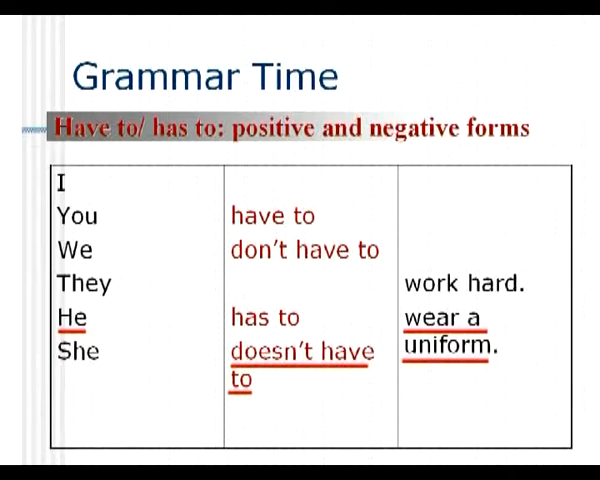 Grammar Time
Have to/ has to: positive and negative forms
I
You
We
They
He
She
have to
don't have to
has to
doesn't have
to
work hard.
wear a
uniform.